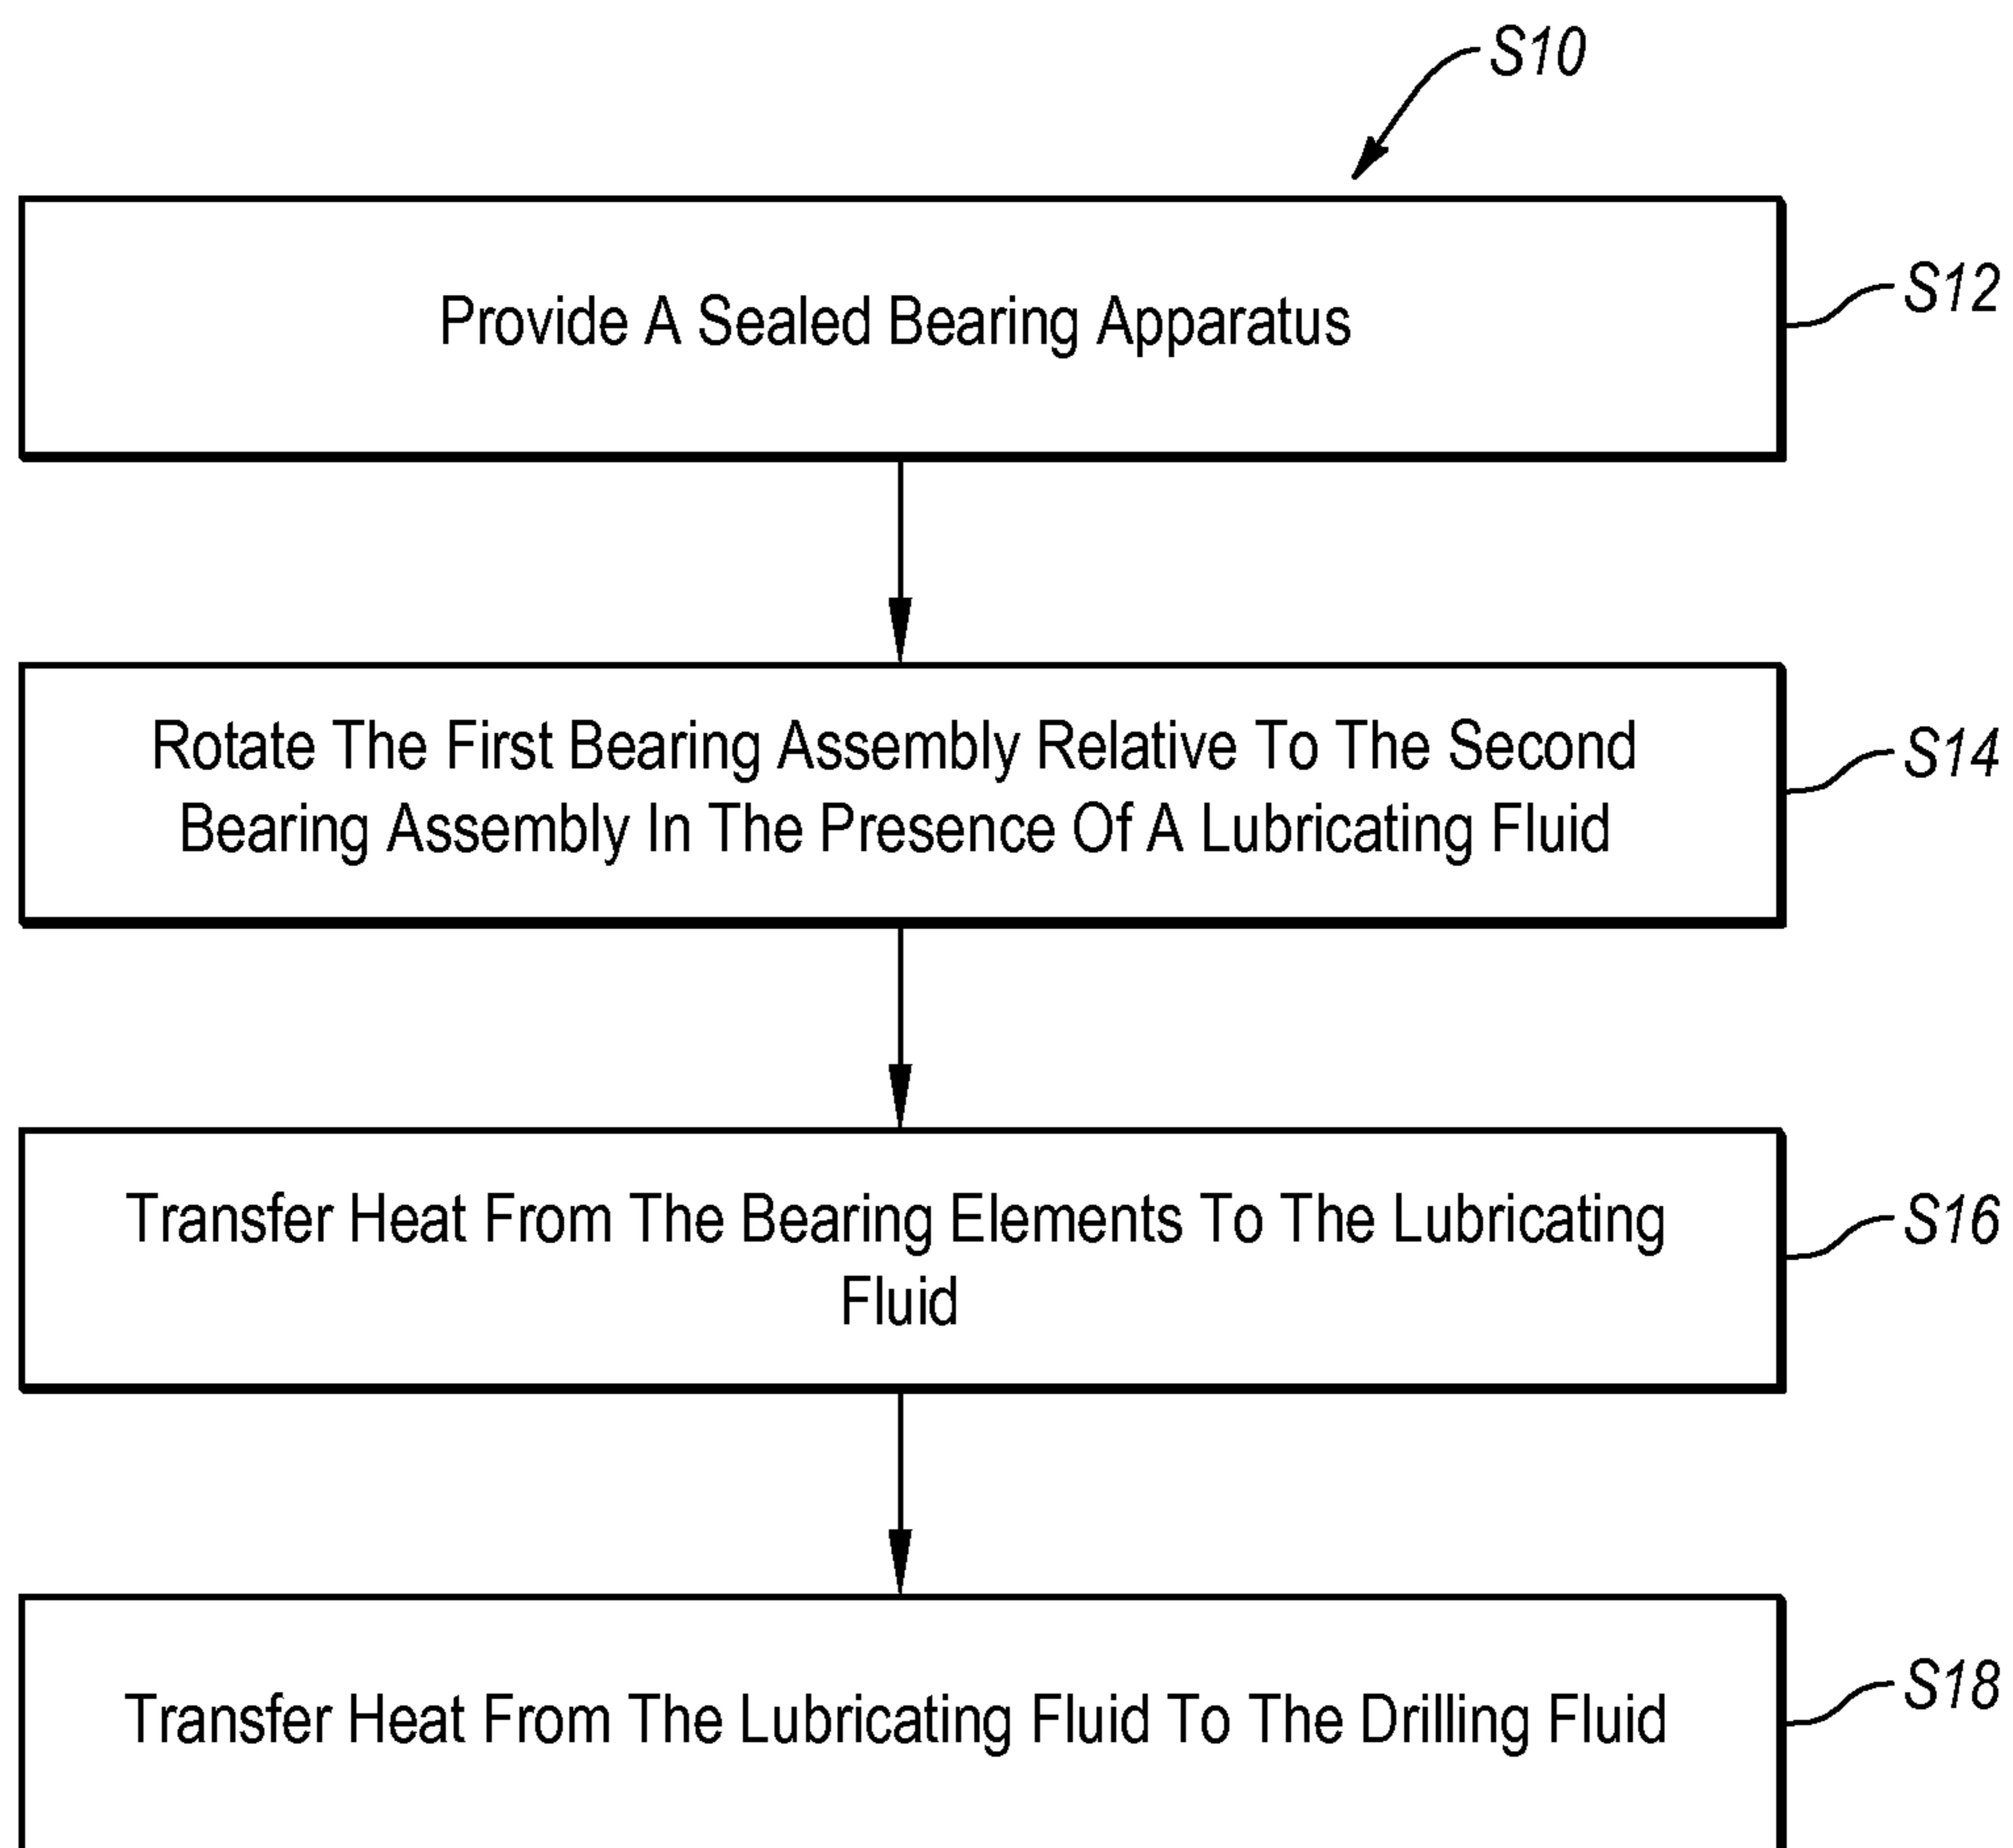 S10
Provide A Sealed Bearing Apparatus
S12
Rotate The First Bearing Assembly Relative To The Second
Bearing Assembly In The Presence Of A Lubricating Fluid
S14
Transfer Heat From The Bearing Elements To The Lubricating
Fluid
S16
Transfer Heat From The Lubricating Fluid To The Drilling Fluid
S18